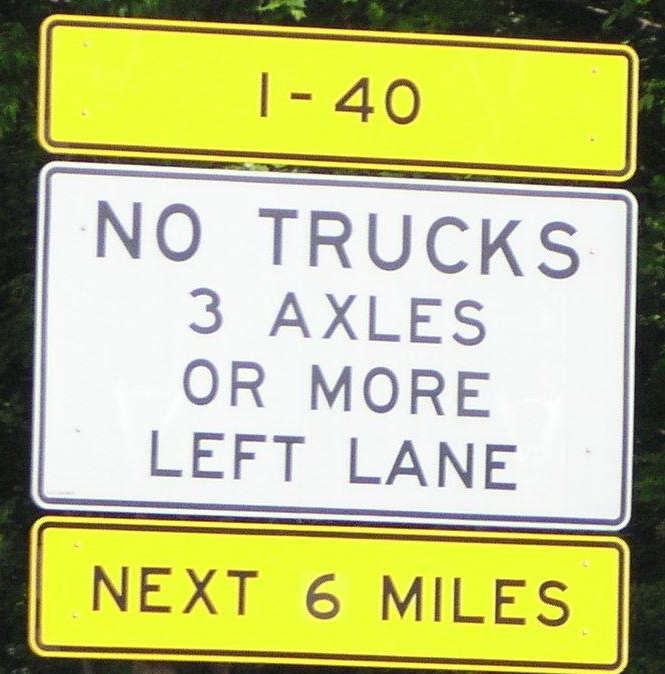 I-40
NO TRUCKS
3 AXLES
OR MORE
LEFT LANE
NEXT 6 MILES